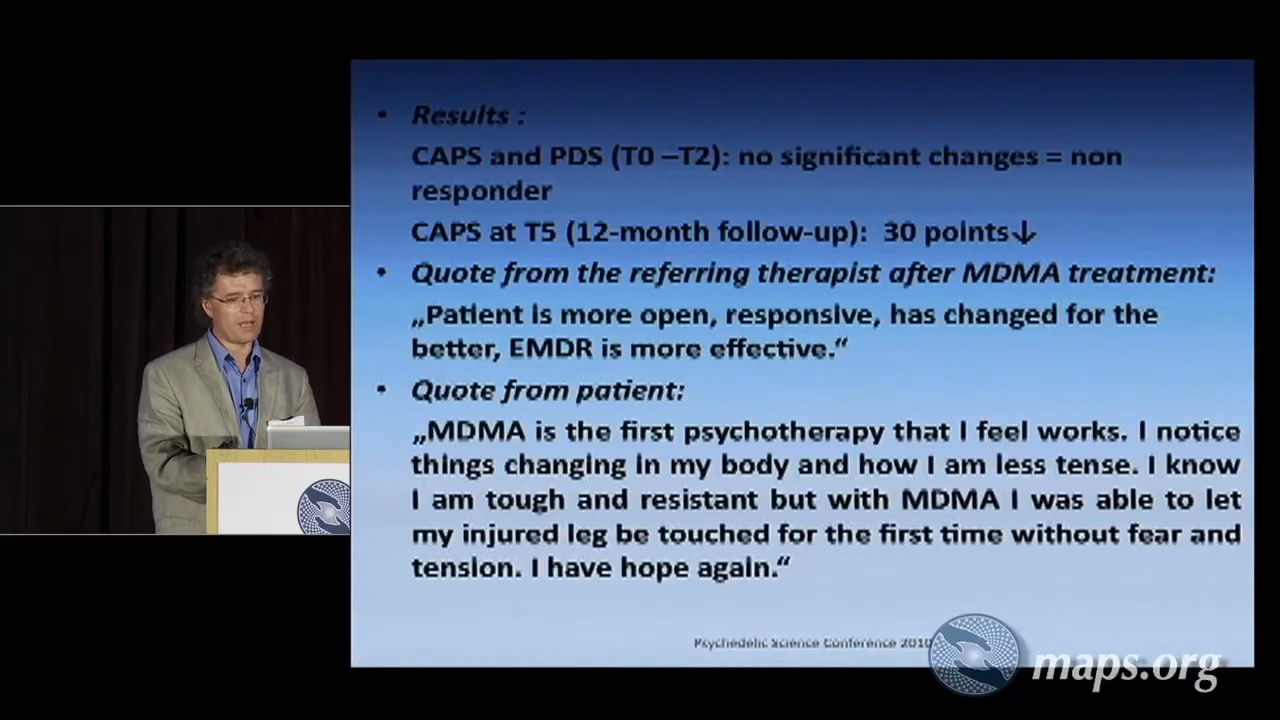 • Results :
CAPS and PDS (T0 –T2): no significant changes = non
responder
CAPS at T5 (12-month follow-up):  30 points↓
• Quote from the referring therapist after MDMA treatment:
„Patient is more open, responsive, has changed for the
better, EMDR is more effective.“
• Quote from patient:
„MDMA is the first psychotherapy that I feel works. I notice
things changing in my body and how I am less tense. I know
I am tough and resistant but with MDMA I was able to let
my injured leg be touched for the first time without fear and
tension. I have hope again.“
Psychedelic Science Conference 2010
maps.org